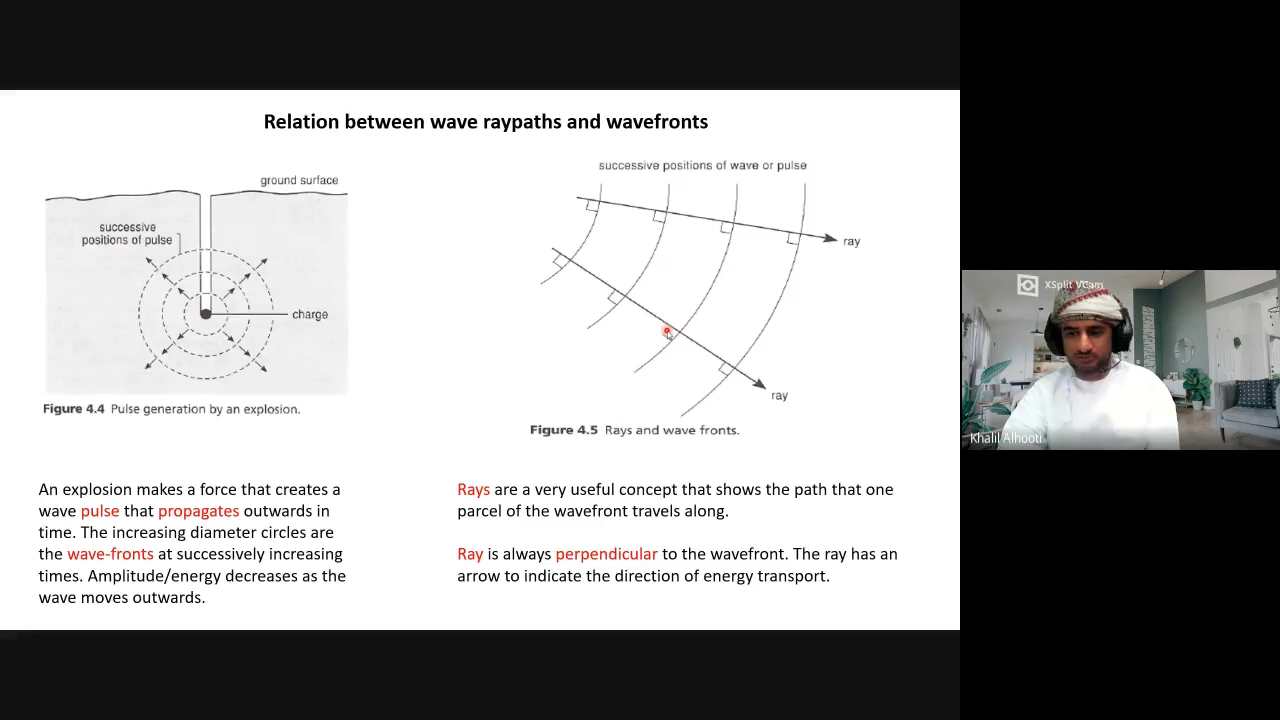 Relation between wave raypaths and wavefronts
ground surface
successive
positions of pulse
charge
Figure 4.4 Pulse generation by an explosion.
successive positions of wave or pulse
ray
ray
Figure 4.5 Rays and wave fronts.
An explosion makes a force that creates a
wave pulse that propagates outwards in
time. The increasing diameter circles are
the wave-fronts at successively increasing
times. Amplitude/energy decreases as the
wave moves outwards.
Rays are a very useful concept that shows the path that one
parcel of the wavefront travels along.
Ray is always perpendicular to the wavefront. The ray has an
arrow to indicate the direction of energy transport.
XSplit VCam
Khalil Alhooti